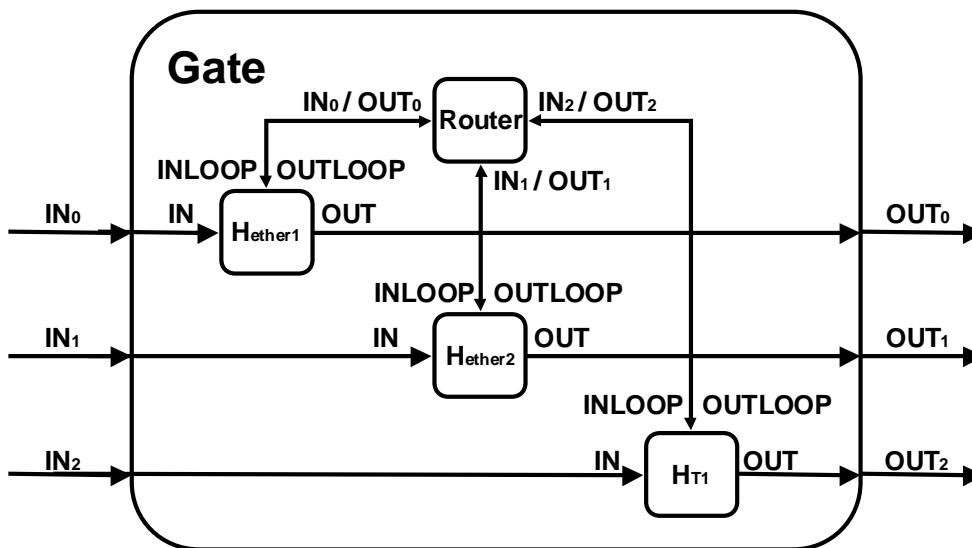 Gate
IN0 / OUT0
Router
IN2 / OUT2
INLOOP OUTLOOP
IN1 / OUT1
IN0
IN
Hether1
OUT
OUT0
INLOOP OUTLOOP
IN1
IN
Hether2
OUT
OUT1
INLOOP OUTLOOP
IN2
IN
HT1
OUT
OUT2